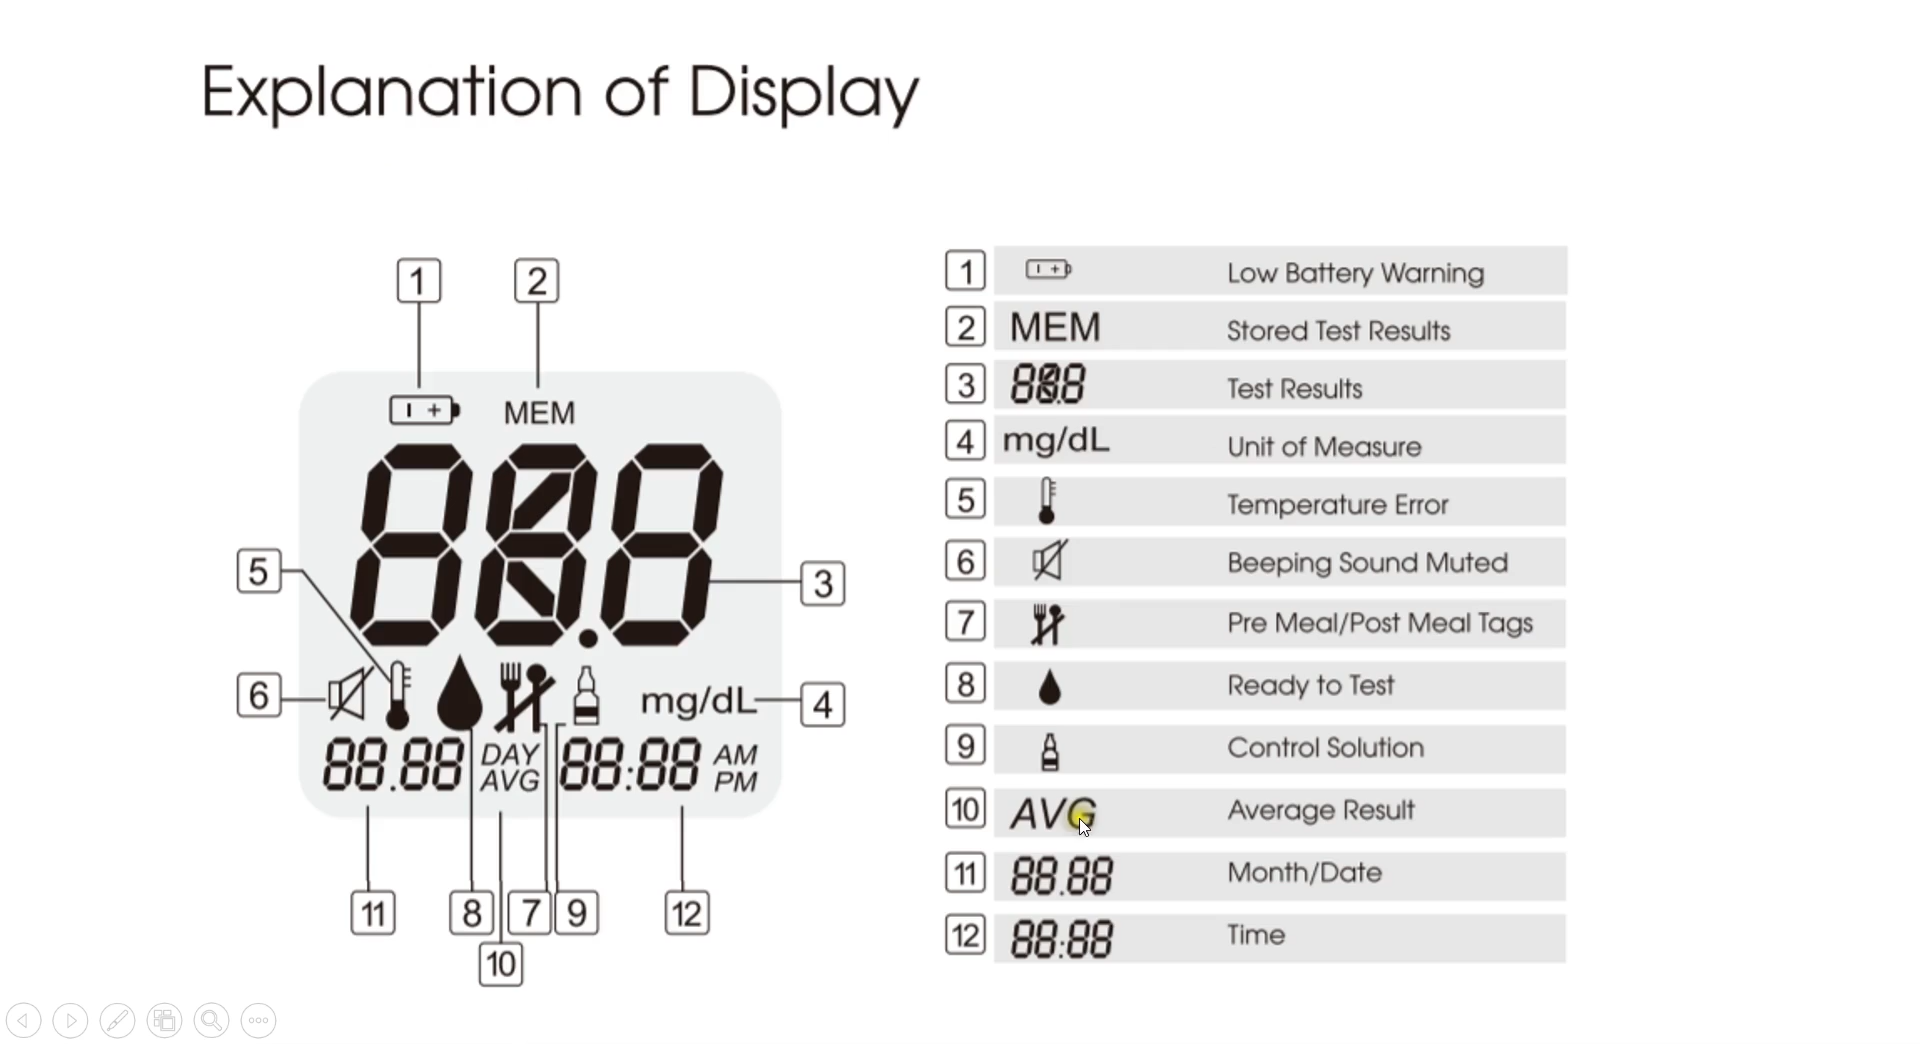 Explanation of Display
1
2
MEM
88.8
5
3
6
mg/dL
4
88.88
DAY
AVG
88:88
AM
PM
11
8
7
9
12
10
1 Low Battery Warning
2 MEM Stored Test Results
3 88.8 Test Results
4 mg/dL Unit of Measure
5 Temperature Error
6 Beeping Sound Muted
7 Pre Meal/Post Meal Tags
8 Ready to Test
9 Control Solution
10 AVG Average Result
11 88.88 Month/Date
12 88:88 Time